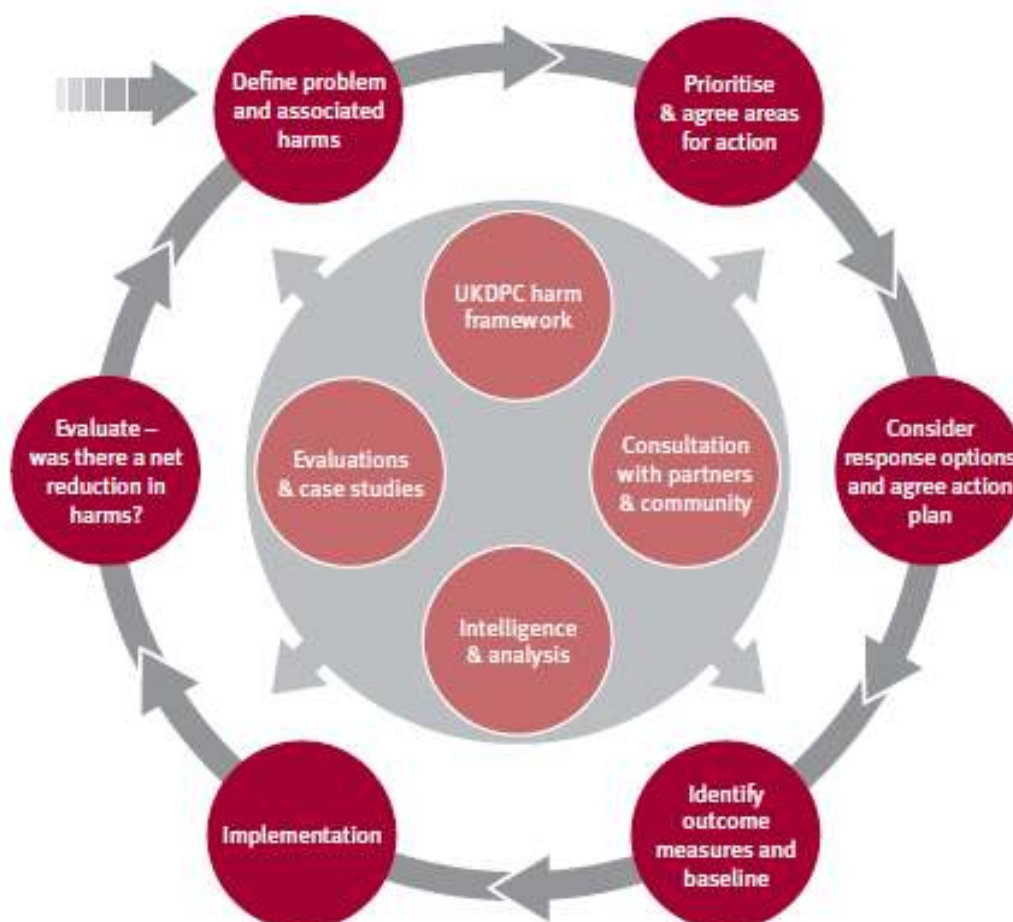 Define problem
and associated
harms
Prioritise
& agree areas
for action
UKDPC harm
framework
Evaluate –
was there a net
reduction in
harms?
Evaluations
& case studies
Consultation
with partners
& community
Consider
response options
and agree action
plan
Intelligence
& analysis
Implementation
Identify
outcome
measures and
baseline